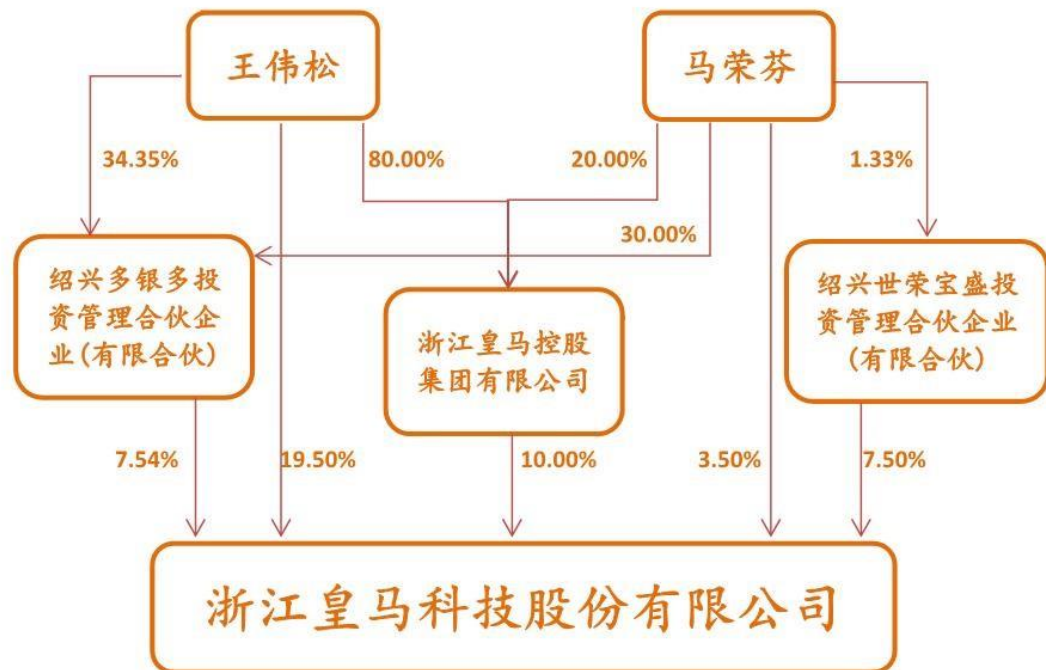 王伟松
马荣芬
34.35%
80.00%
20.00%
1.33%
30.00%
绍兴多银多投
资管理合伙企
业(有限合伙)
浙江皇马控股
集团有限公司
绍兴世荣宝盛投
资管理合伙企业
(有限合伙)
7.54%
19.50%
10.00%
3.50%
7.50%
浙江皇马科技股份有限公司